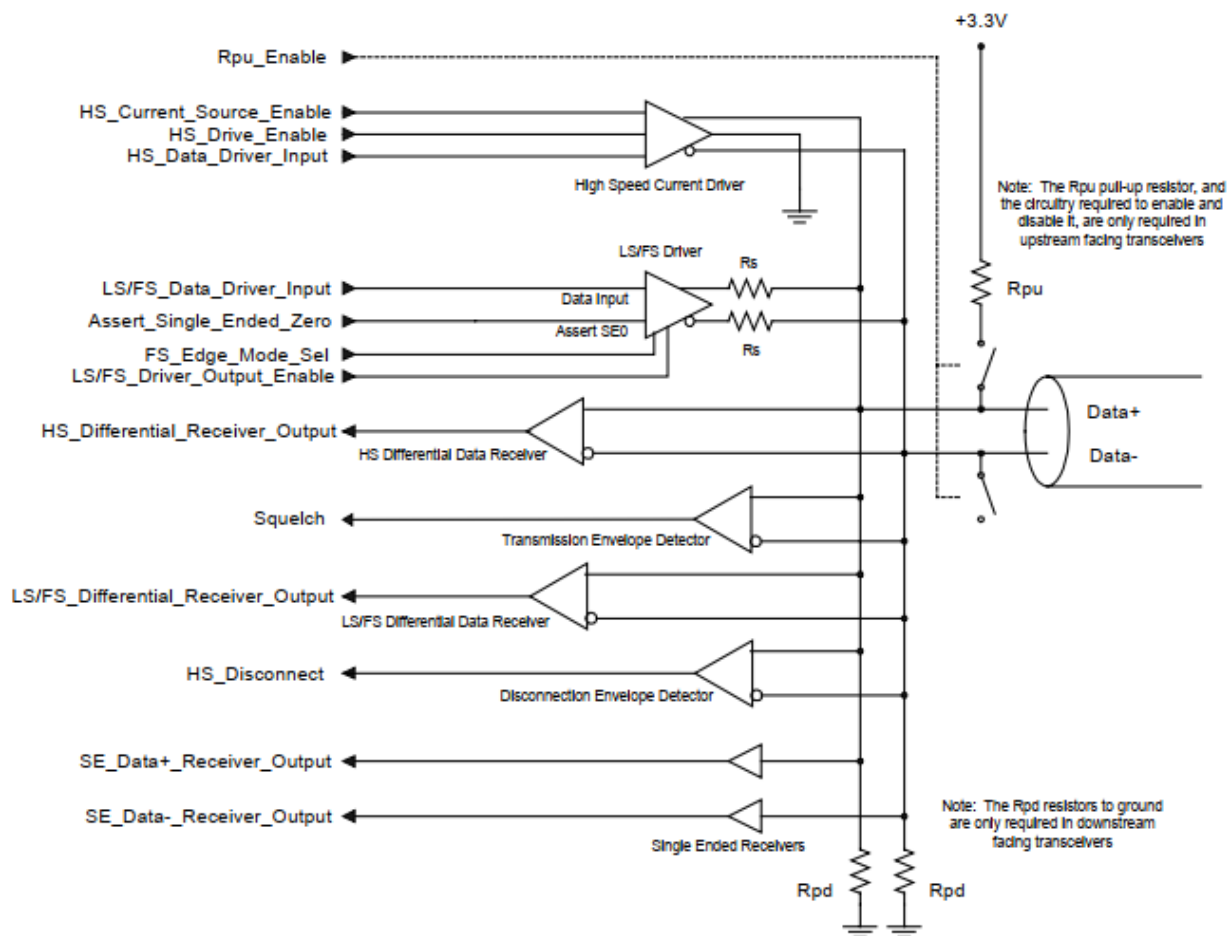 +3.3V
Rpu_Enable
HS_Current_Source_Enable
HS_Drive_Enable
HS_Data_Driver_Input
High Speed Current Driver
Note: The Rpu pull-up resistor, and
the circuitry required to enable and
disable it, are only required in
upstream facing transceivers
LS/FS Driver
Rs
LS/FS_Data_Driver_Input
Data Input
Rpu
Assert_Single_Ended_Zero
Assert SE0
Rs
FS_Edge_Mode_Sel
LS/FS_Driver_Output_Enable
Data+
HS_Differential_Receiver_Output
HS Differential Data Receiver
Data-
Squelch
Transmission Envelope Detector
LS/FS_Differential_Receiver_Output
LS/FS Differential Data Receiver
HS_Disconnect
Disconnection Envelope Detector
SE_Data+_Receiver_Output
SE_Data-_Receiver_Output
Single Ended Receivers
Note: The Rpd resistors to ground
are only required in downstream
facing transceivers
Rpd
Rpd